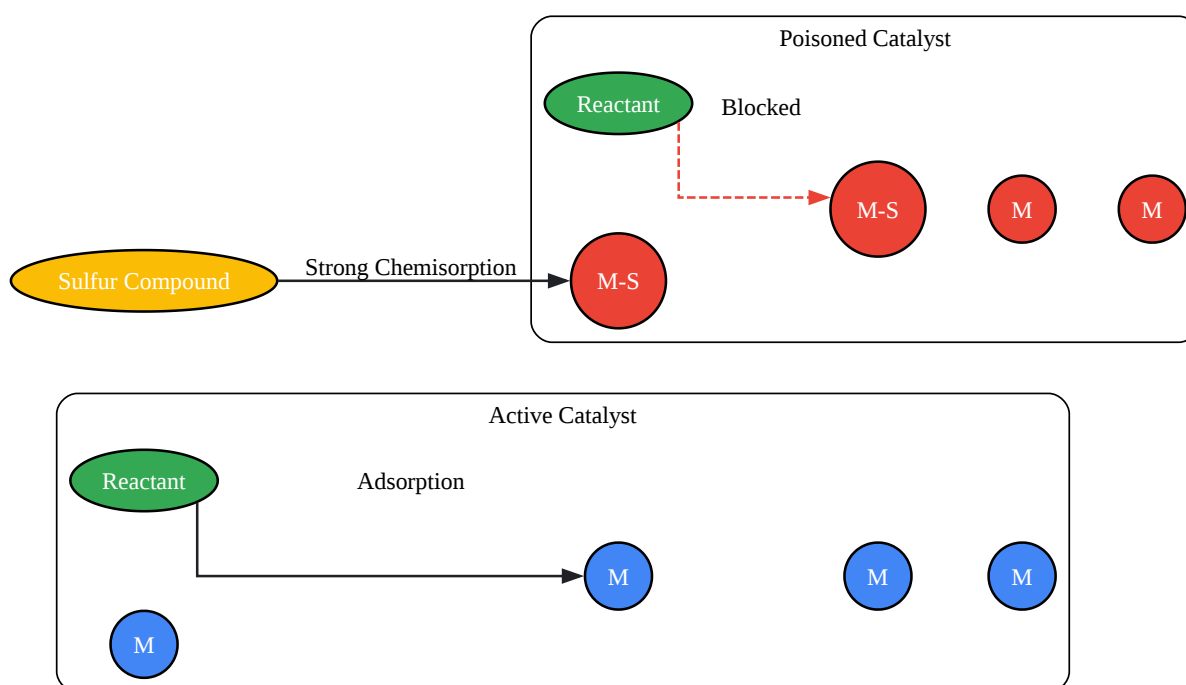 Poisoned Catalyst
Reactant
Blocked
M-S
M
M
Sulfur Compound
Strong Chemisorption
M-S
Active Catalyst
Reactant
Adsorption
M
M
M
M